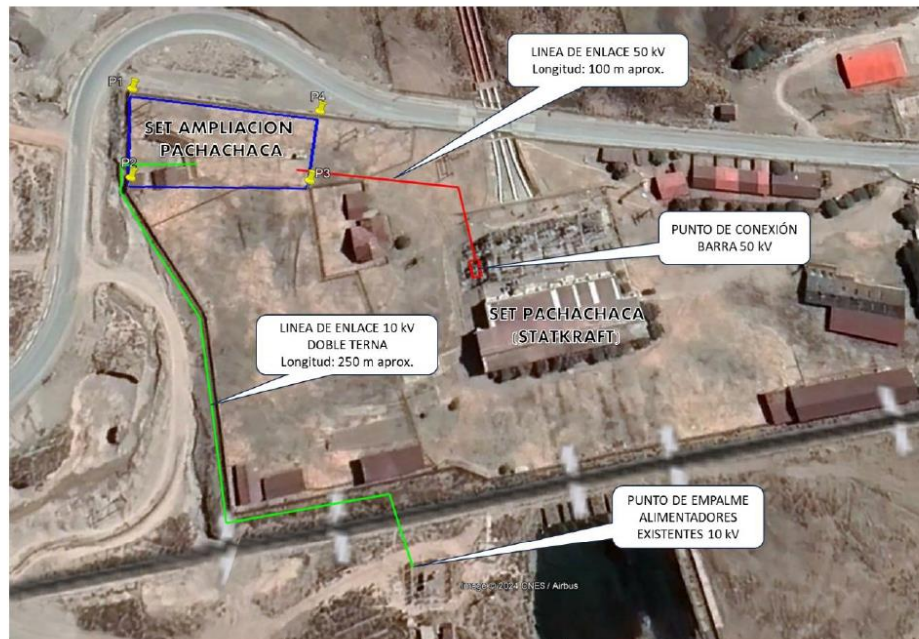 LINEA DE ENLACE 50 kV
Longitud: 100 m aprox.
P1
P4
SET AMPLIACION
PACHACHACA
P2
P3
PUNTO DE CONEXIÓN
BARRA 50 kV
SET PACHACHACA
(STATKRAFT)
LINEA DE ENLACE 10 kV
DOBLE TERNA
Longitud: 250 m aprox.
PUNTO DE EMPALME
ALIMENTADORES
EXISTENTES 10 kV
Image © 2024 CNES / Airbus